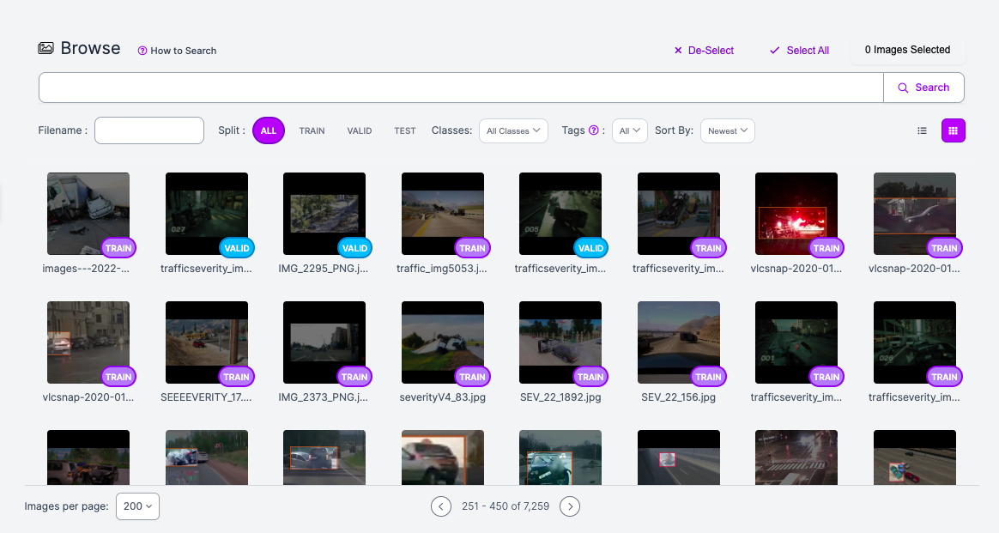 Browse
How to Search
De-Select
Select All
0 Images Selected
Search
Filename :
Split :
ALL
TRAIN
VALID
TEST
Classes:
All Classes
Tags
:
All
Sort By:
Newest
027
005
TRAIN
VALID
VALID
TRAIN
VALID
TRAIN
TRAIN
TRAIN
images---2022-...
trafficseverity_im...
IMG_2295_PNG.j...
traffic_img5053.j...
trafficseverity_im...
trafficseverity_im...
vlcsnap-2020-01...
vlcsnap-2020-01...
001
026
TRAIN
TRAIN
TRAIN
TRAIN
TRAIN
TRAIN
TRAIN
TRAIN
vlcsnap-2020-01...
SEEEEVERITY_17....
IMG_2373_PNG.j...
severityV4_83.jpg
SEV_22_1892.jpg
SEV_22_156.jpg
trafficseverity_im...
trafficseverity_im...
Images per page:
200
251 - 450 of 7,259